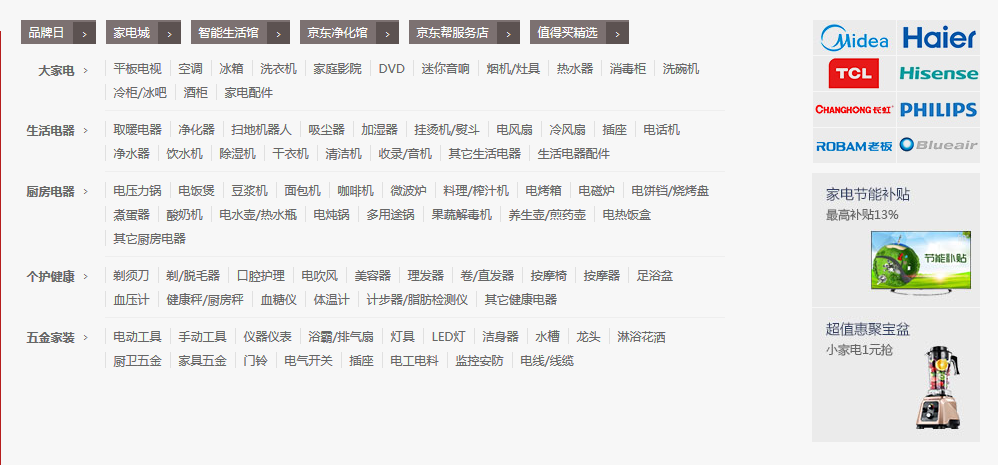 品牌日 > 家电城 > 智能生活馆 > 京东净化馆 > 京东帮服务店 > 值得买精选 >
大家电 > 平板电视 空调 冰箱 洗衣机 家庭影院 DVD 迷你音响 烟机/灶具 热水器 消毒柜 洗碗机
冷柜/冰吧 酒柜 家电配件
生活电器 > 取暖电器 净化器 扫地机器人 吸尘器 加湿器 挂烫机/熨斗 电风扇 冷风扇 插座 电话机
净水器 饮水机 除湿机 干衣机 清洁机 收录/音机 其它生活电器 生活电器配件
厨房电器 > 电压力锅 电饭煲 豆浆机 面包机 咖啡机 微波炉 料理/榨汁机 电烤箱 电磁炉 电饼铛/烧烤盘
煮蛋器 酸奶机 电水壶/热水瓶 电炖锅 多用途锅 果蔬解毒机 养生壶/煎药壶 电热饭盒
其它厨房电器
个护健康 > 剃须刀 剃/脱毛器 口腔护理 电吹风 美容器 理发器 卷/直发器 按摩椅 按摩器 足浴盆
血压计 健康秤/厨房秤 血糖仪 体温计 计步器/脂肪检测仪 其它健康电器
五金家装 > 电动工具 手动工具 仪器仪表 浴霸/排气扇 灯具 LED灯 洁身器 水槽 龙头 淋浴花洒
厨卫五金 家具五金 门铃 电气开关 插座 电工电料 监控安防 电线/线缆
Midea Haier
TCL Hisense
CHANGHONG 长虹 PHILIPS
ROBAM 老板 Blueair
家电节能补贴
最高补贴13%
节能补贴
超值惠聚宝盆
小家电1元抢